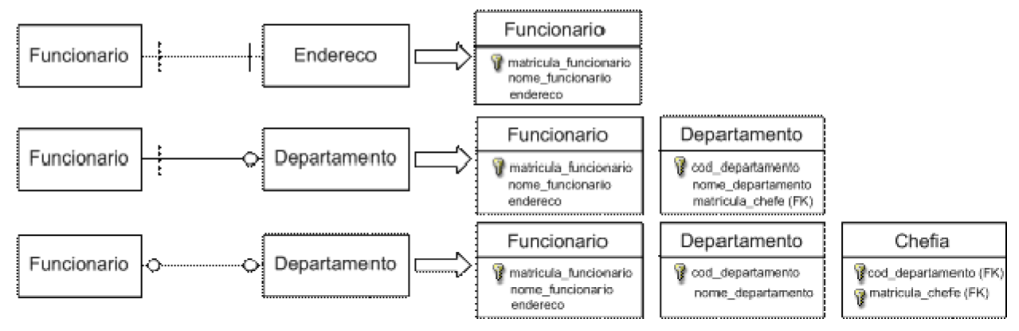 Funcionario
Endereco
Funcionario
matricula_funcionario
nome_funcionario
endereco
Funcionario
Departamento
Funcionario
matricula_funcionario
nome_funcionario
endereco
Departamento
cod_departamento
nome_departamento
matricula_chefe (FK)
Funcionario
Departamento
Funcionario
matricula_funcionario
nome_funcionario
endereco
Departamento
cod_departamento
nome_departamento
Chefia
cod_departamento (FK)
matricula_chefe (FK)